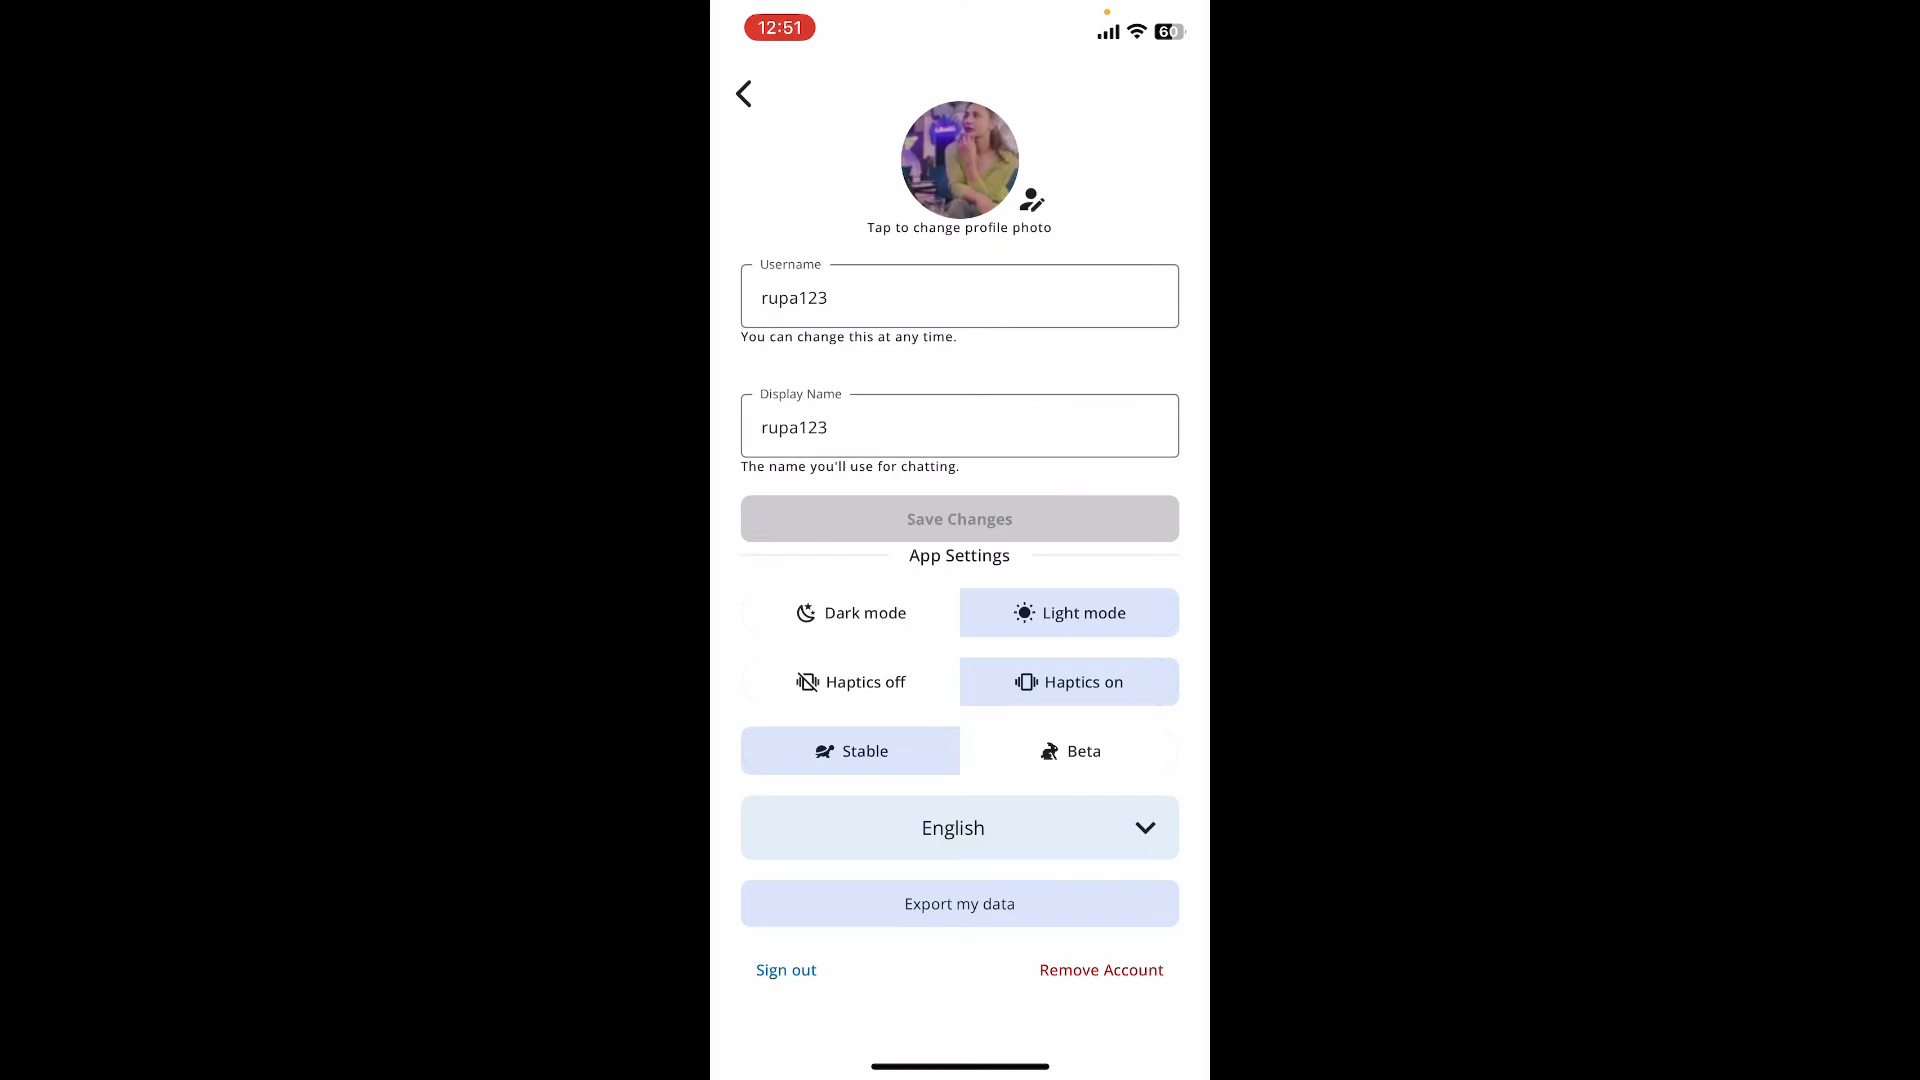 12:51
60
Tap to change profile photo
Username
rupa123
You can change this at any time.
Display Name
rupa123
The name you'll use for chatting.
Save Changes
App Settings
Dark mode
Light mode
Haptics off
Haptics on
Stable
Beta
English
Export my data
Sign out
Remove Account